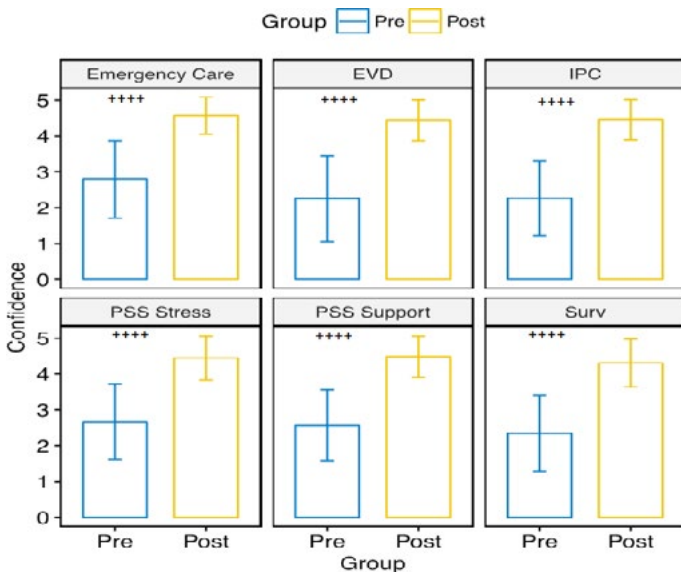 Group Pre Post
Emergency Care EVD IPC
++++ ++++ ++++
5
4
3
2
1
0
Confidence
PSS Stress PSS Support Surv
++++ ++++ ++++
5
4
3
2
1
0
Pre Post Pre Post Pre Post
Group